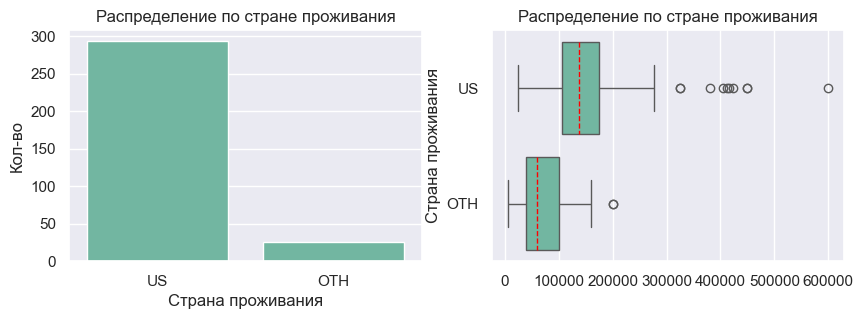 Распределение по стране проживания
Кол-во
300
250
200
150
100
50
0
US
OTH
Страна проживания
Распределение по стране проживания
Страна проживания
US
OTH
0
100000
200000
300000
400000
500000
600000